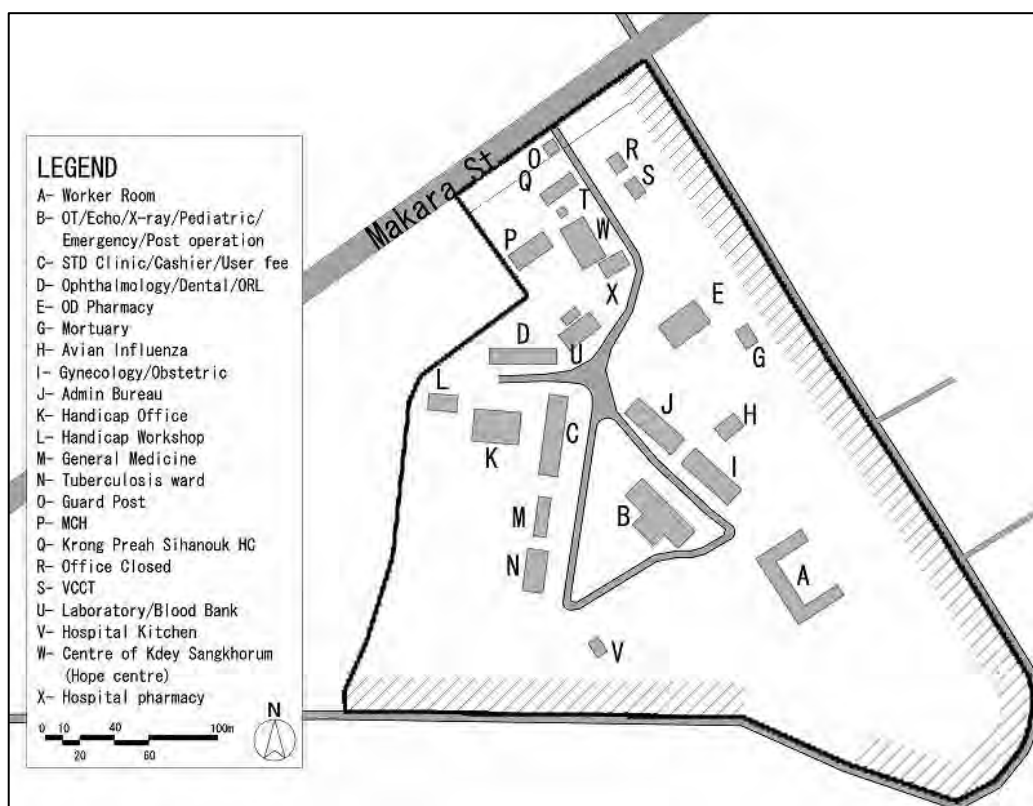 LEGEND
A- Worker Room
B- OT/Echo/X-ray/Pediatric/
Emergency/Post operation
C- STD Clinic/Cashier/User fee
D- Ophthalmology/Dental/ORL
E- OD Pharmacy
G- Mortuary
H- Avian Influenza
I- Gynecology/Obstetric
J- Admin Bureau
K- Handicap Office
L- Handicap Workshop
M- General Medicine
N- Tuberculosis ward
O- Guard Post
P- MCH
Q- Krong Preah Sihanouk HC
R- Office Closed
S- VCCT
U- Laboratory/Blood Bank
V- Hospital Kitchen
W- Centre of Kdey Sangkhorum
(Hope centre)
X- Hospital pharmacy
0 10 40 100m
20 60
N
Makara St
O
R
Q
S
T
W
P
X
E
D
U
G
L
J
H
C
K
I
M
B
N
A
V